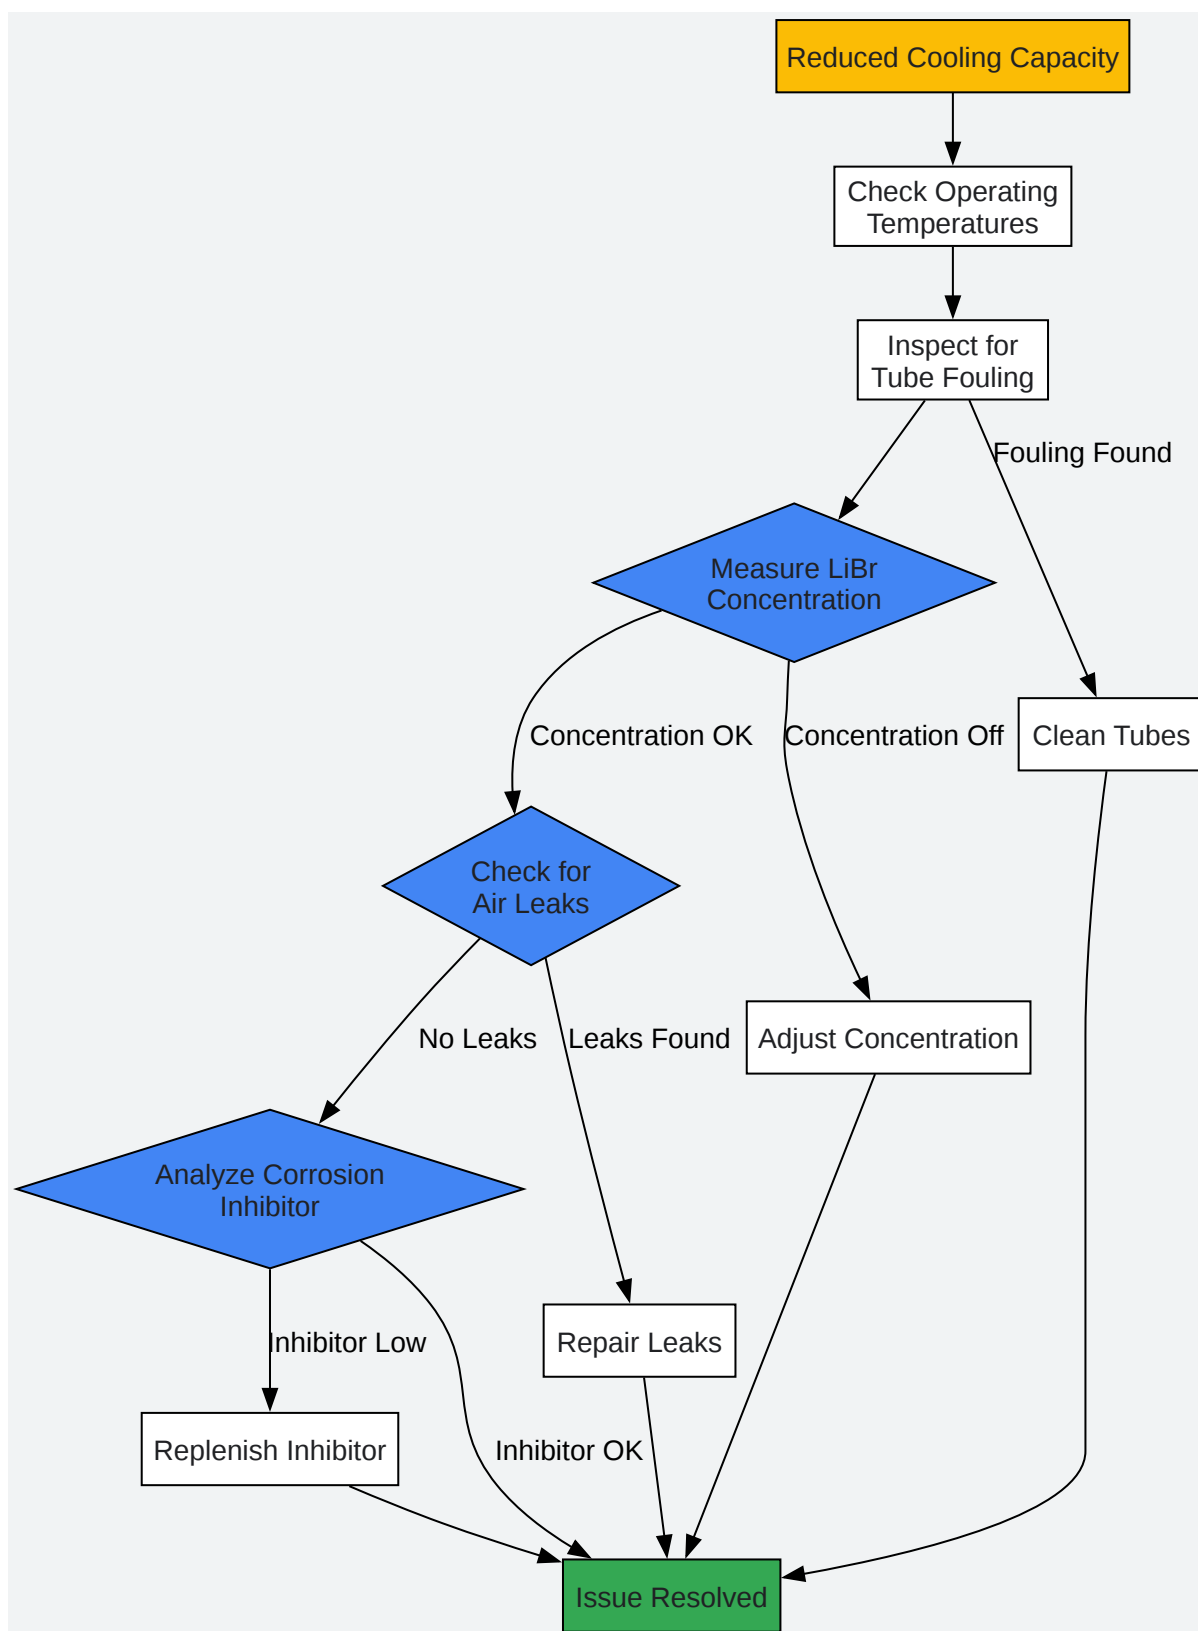 Reduced Cooling Capacity
Check Operating
Temperatures
Inspect for
Tube Fouling
Fouling Found
Measure LiBr
Concentration
Concentration OK
Concentration Off
Clean Tubes
Check for
Air Leaks
No Leaks
Leaks Found
Adjust Concentration
Analyze Corrosion
Inhibitor
Inhibitor Low
Repair Leaks
Replenish Inhibitor
Inhibitor OK
Issue Resolved